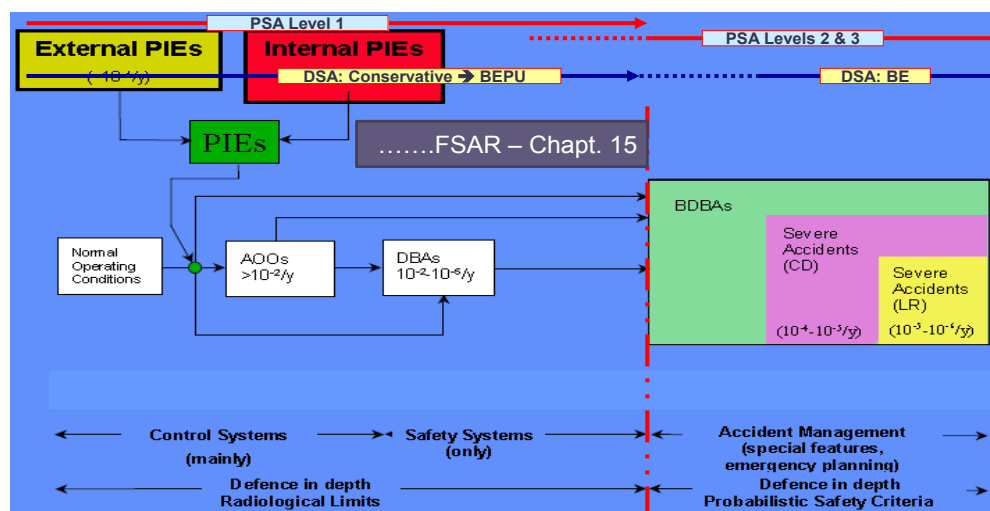 PSA Level 1
External PIEs
Internal PIEs
PSA Levels 2 & 3
DSA: Conservative ➔ BEPU
DSA: BE
PIEs
…….FSAR – Chapt. 15
BDBAs
Severe
Accidents
(CD)
(10⁻⁴-10⁻⁵/y)
Severe
Accidents
(LR)
(10⁻⁵-10⁻⁶/y)
Normal
Operating
Conditions
AOOs
>10⁻²/y
DBAs
10⁻²-10⁻⁵/y
Control Systems
(mainly)
Safety Systems
(only)
Accident Management
(special features,
emergency planning)
Defence in depth
Radiological Limits
Defence in depth
Probabilistic Safety Criteria